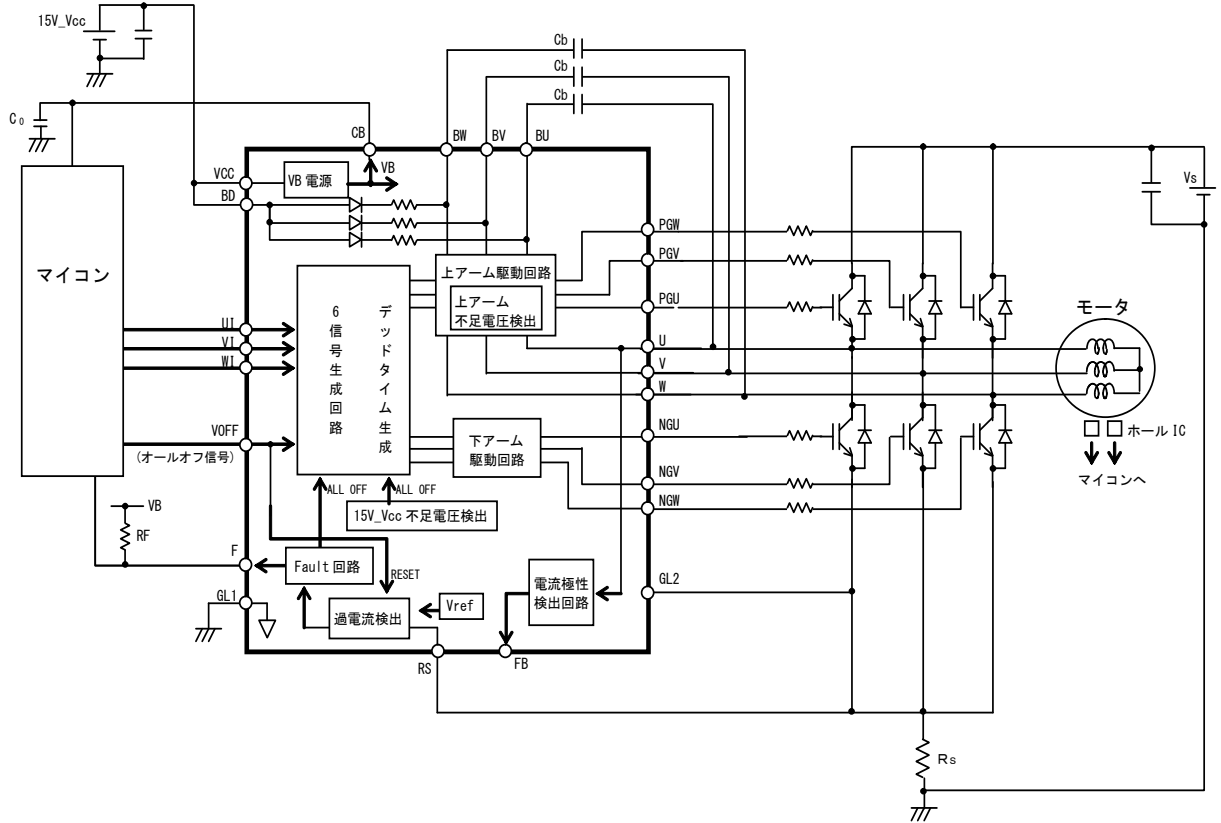 15V_Vcc
Cb
Cb
Cb
C₀
CB
BW
BV
BU
VCC
VB 電源
VB
BD
Vs
マイコン
PGW
PGV
PGU
上アーム駆動回路
上アーム
不足電圧検出
6信号生成回路
デッドタイム生成
モータ
UI
VI
WI
U
V
W
VOFF
(オールオフ信号)
下アーム
駆動回路
NGU
NGV
NGW
ホール IC
マイコンへ
ALL OFF
ALL OFF
15V_Vcc 不足電圧検出
VB
RF
F
Fault 回路
RESET
電流極性
検出回路
GL2
GL1
過電流検出
Vref
RS
FB
Rs